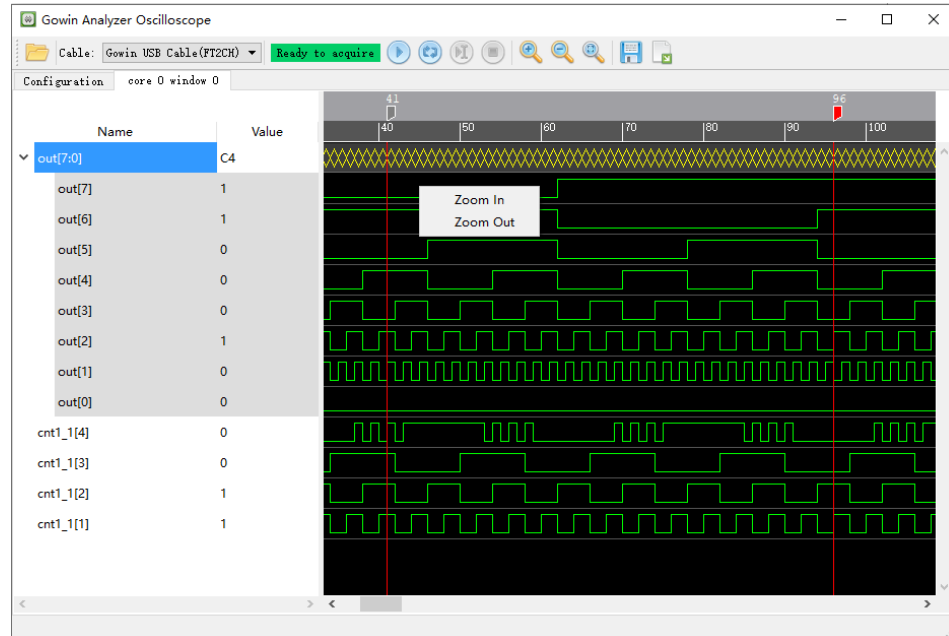 Gowin Analyzer Oscilloscope
Cable: Gowin USB Cable(FT2CH) Ready to acquire
Configuration core 0 window 0
41 96
Name Value 40 50 60 70 80 90 100
out[7:0] C4
out[7] 1
Zoom In
out[6] 1
Zoom Out
out[5] 0
out[4] 0
out[3] 0
out[2] 1
out[1] 0
out[0] 0
cnt1_1[4] 0
cnt1_1[3] 0
cnt1_1[2] 1
cnt1_1[1] 1